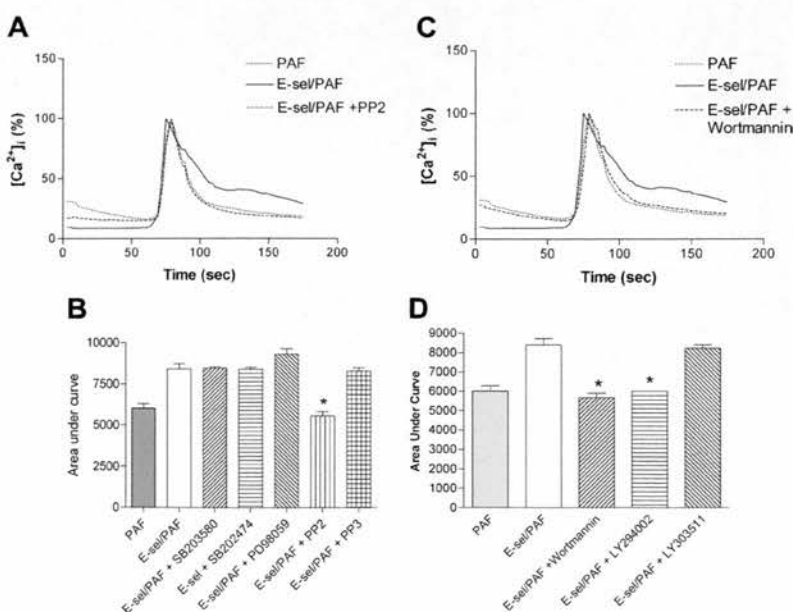 A
150
100
50
0
[Ca2+]i (%)
0 50 100 150 200
Time (sec)
PAF
E-sel/PAF
E-sel/PAF +PP2
C
150
100
50
0
[Ca2+]i (%)
0 50 100 150 200
Time (sec)
PAF
E-sel/PAF
E-sel/PAF +
Wortmannin
B
10000
7500
5000
2500
0
Area under curve
*
PAF
E-sel/PAF
E-sel/PAF + SB203580
E-sel + SB202474
E-sel/PAF + PD98059
E-sel/PAF + PP2
E-sel/PAF + PP3
D
9000
8000
7000
6000
5000
4000
3000
2000
1000
0
Area Under Curve
* *
PAF
E-sel/PAF
E-sel/PAF +Wortmannin
E-sel/PAF + LY294002
E-sel/PAF + LY303511